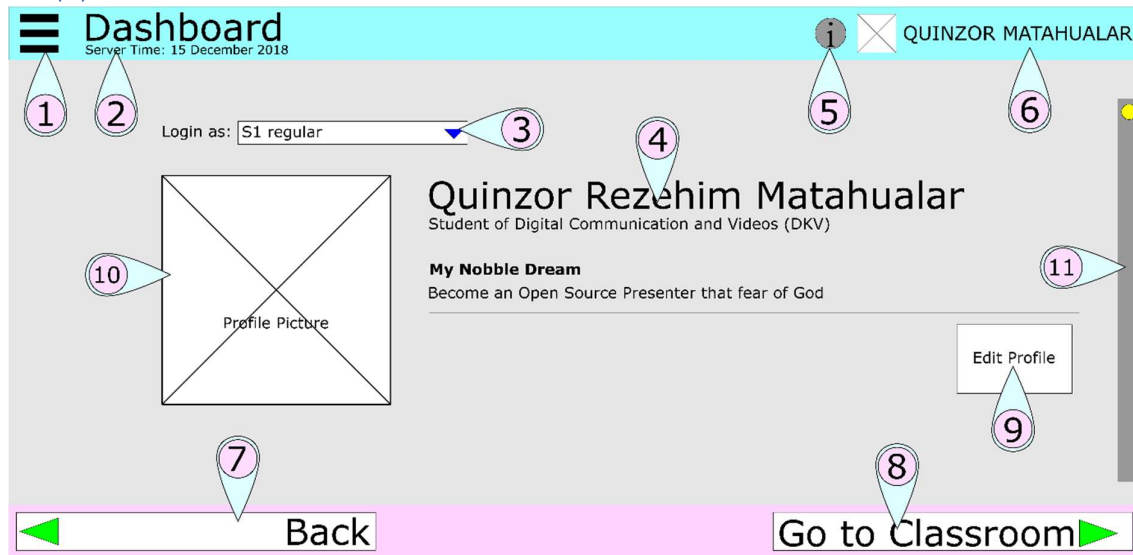 Dashboard
Server Time: 15 December 2018
i
QUINZOR MATAHUALAR
1
2
5
6
Login as: S1 regular
3
4
Quinzor Rezehim Matahualar
Student of Digital Communication and Videos (DKV)
My Nobble Dream
Become an Open Source Presenter that fear of God
10
11
Profile Picture
Edit Profile
9
7
8
Back
Go to Classroom